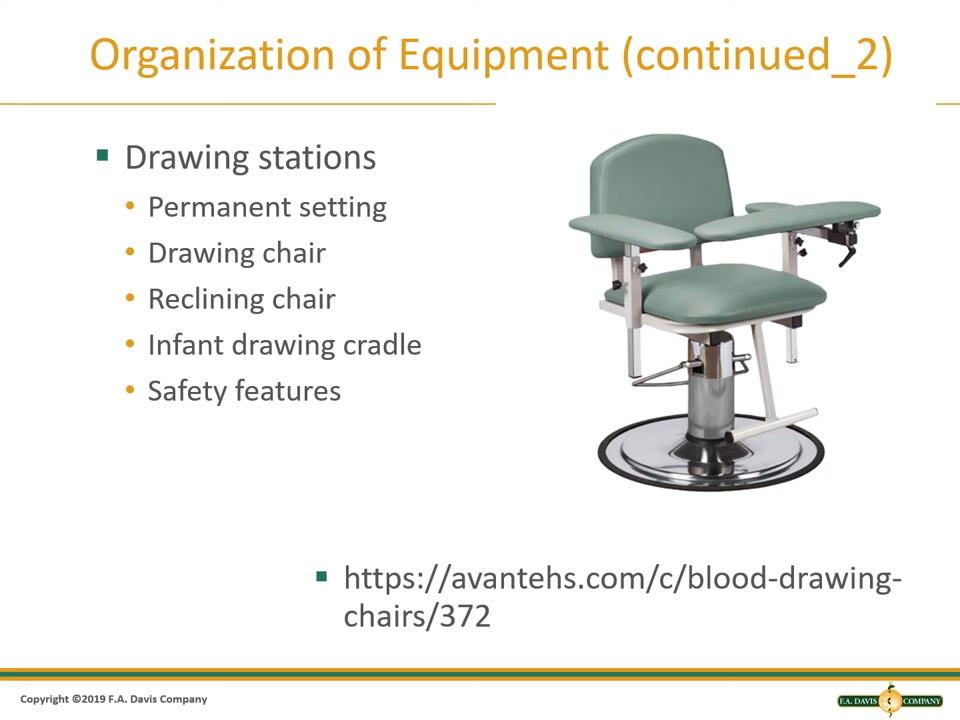 Organization of Equipment (continued_2)
Drawing stations
Permanent setting
Drawing chair
Reclining chair
Infant drawing cradle
Safety features
https://avantehs.com/c/blood-drawing-
chairs/372
Copyright ©2019 F.A. Davis Company
F.A. DAVIS COMPANY